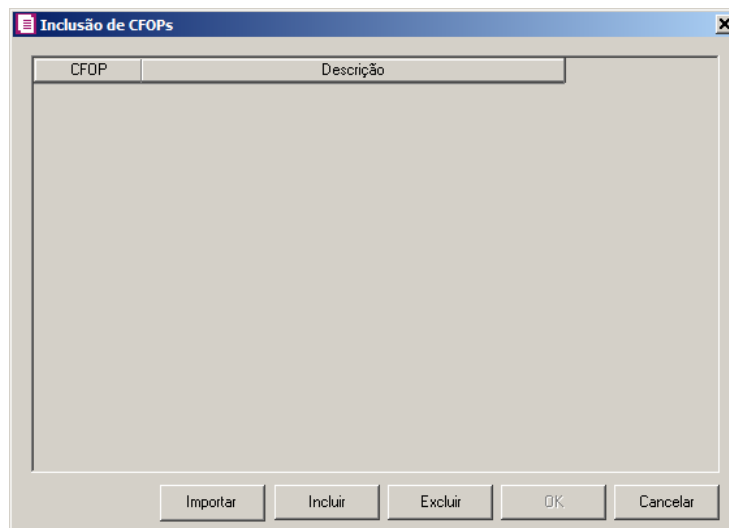 Inclusão de CFOPs
CFOP Descrição
Importar Incluir Excluir OK Cancelar